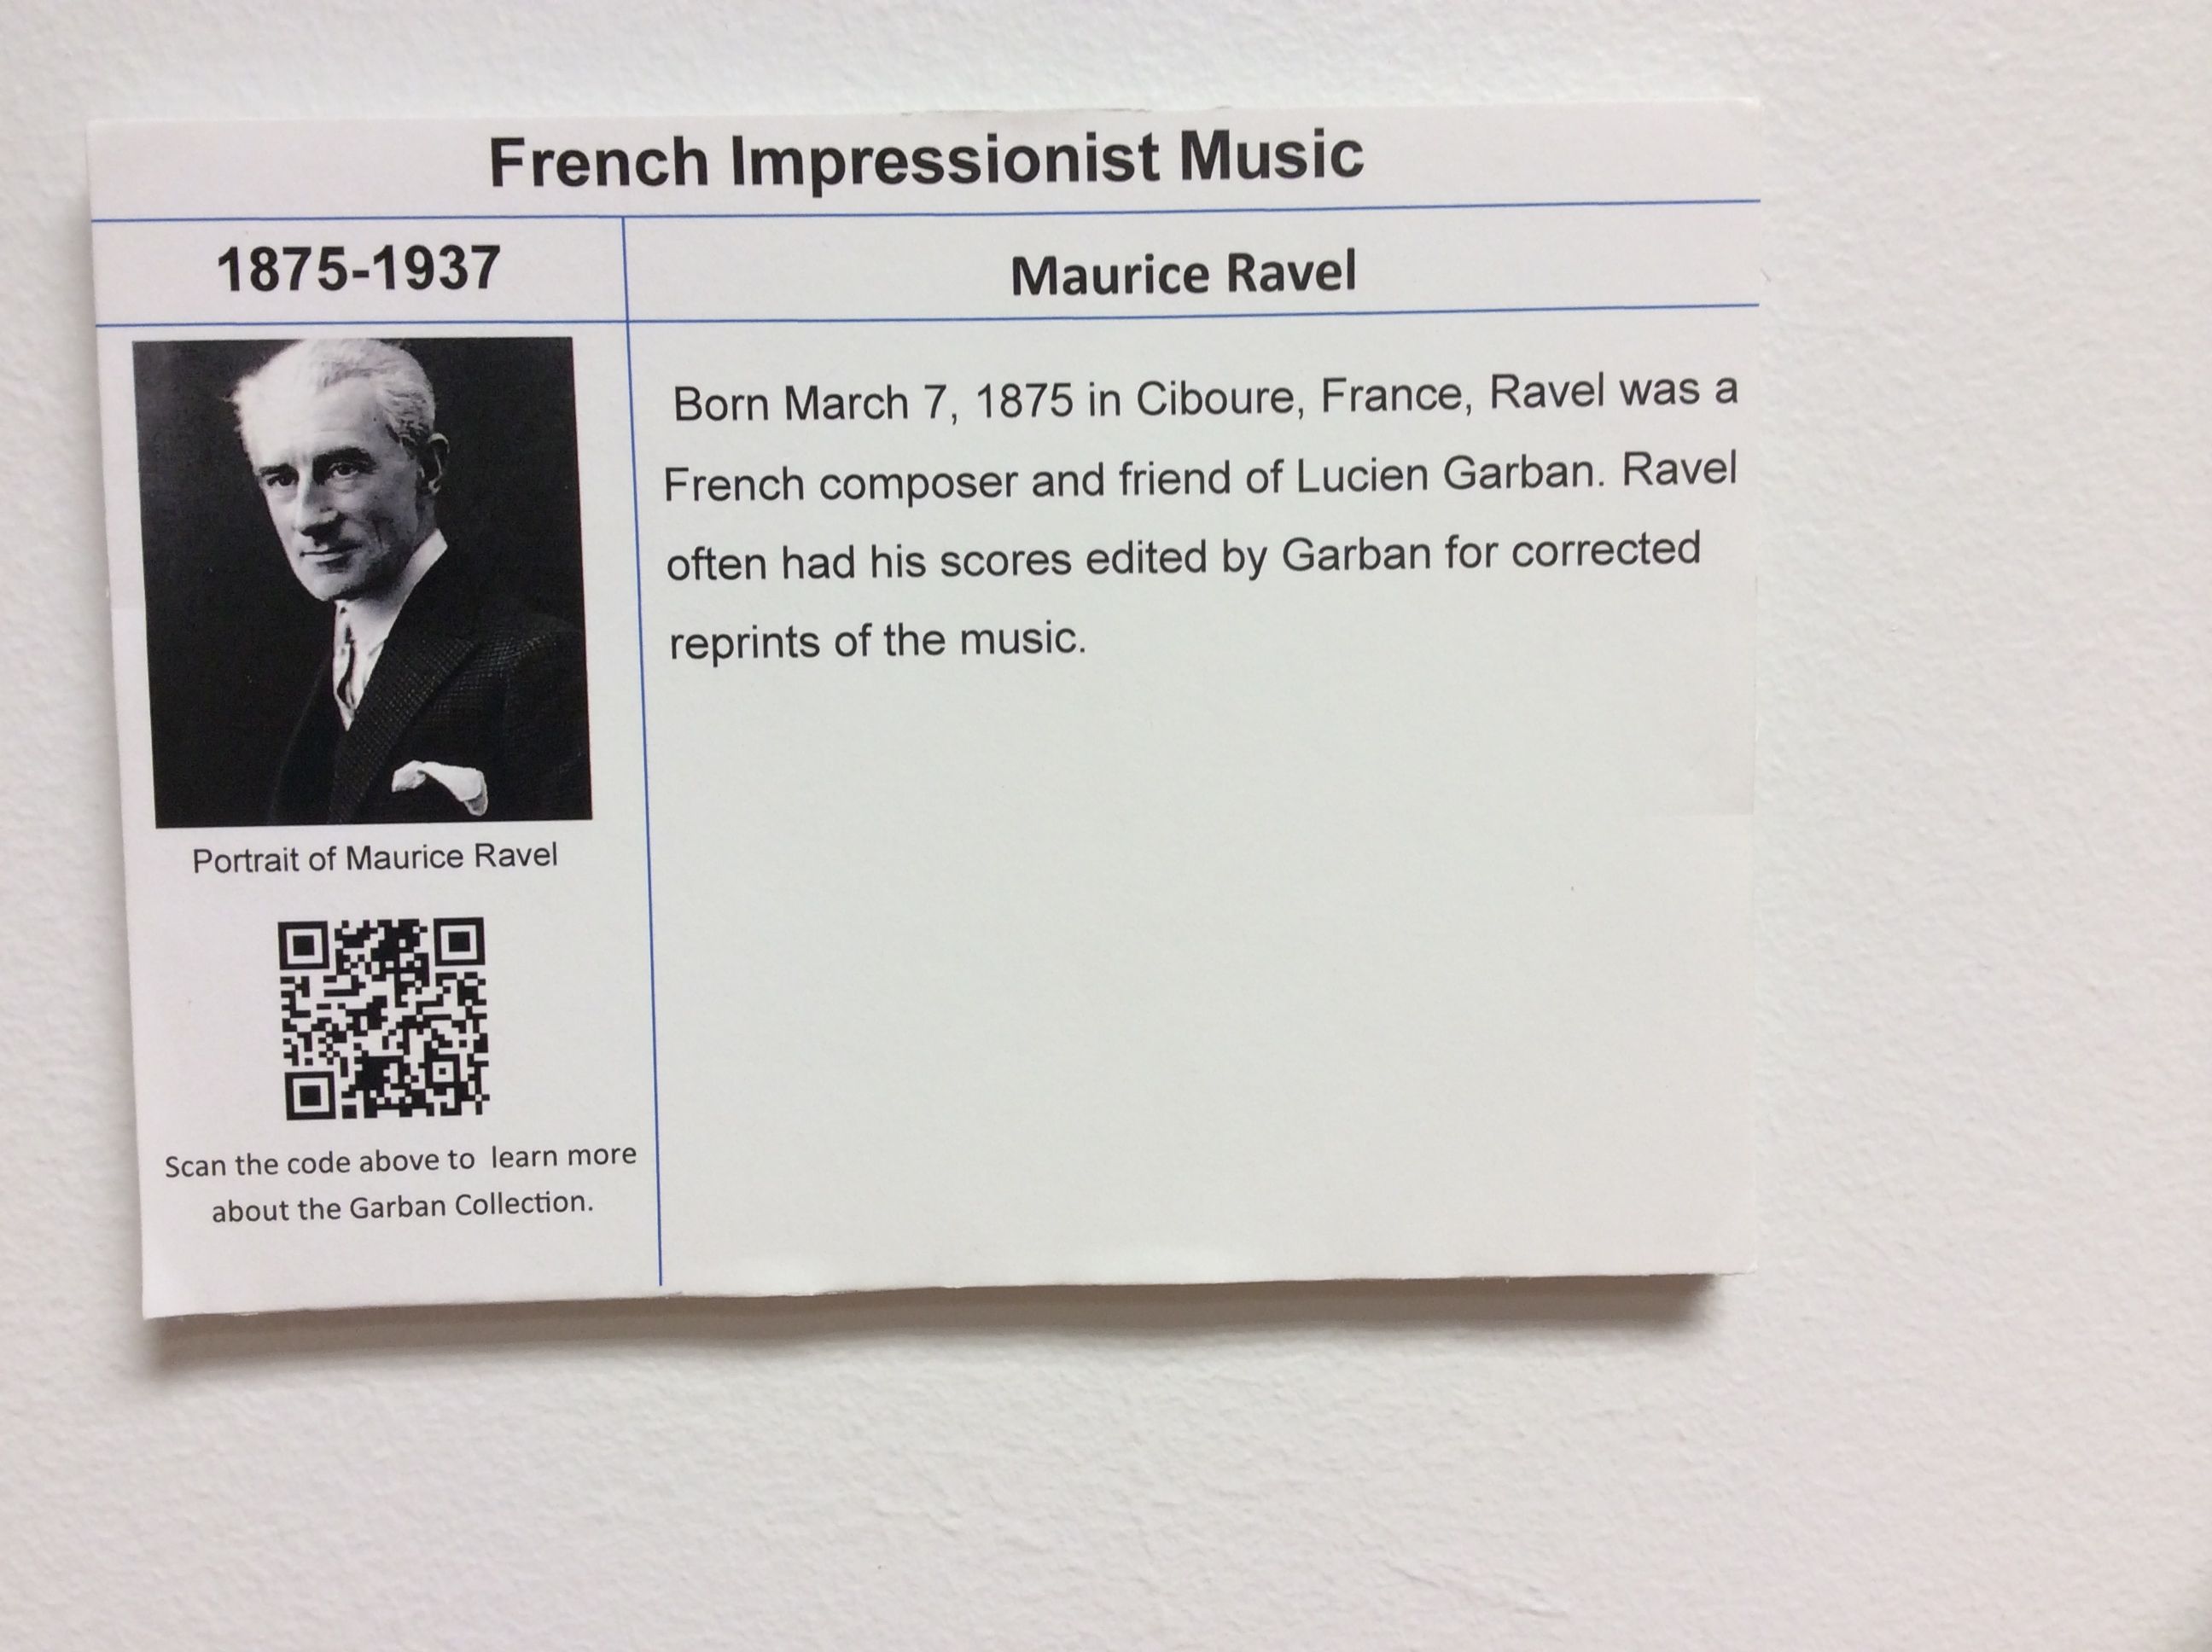 French Impressionist Music
1875-1937
Maurice Ravel
Born March 7, 1875 in Ciboure, France, Ravel was a
French composer and friend of Lucien Garban. Ravel
often had his scores edited by Garban for corrected
reprints of the music.
Portrait of Maurice Ravel
Scan the code above to learn more
about the Garban Collection.